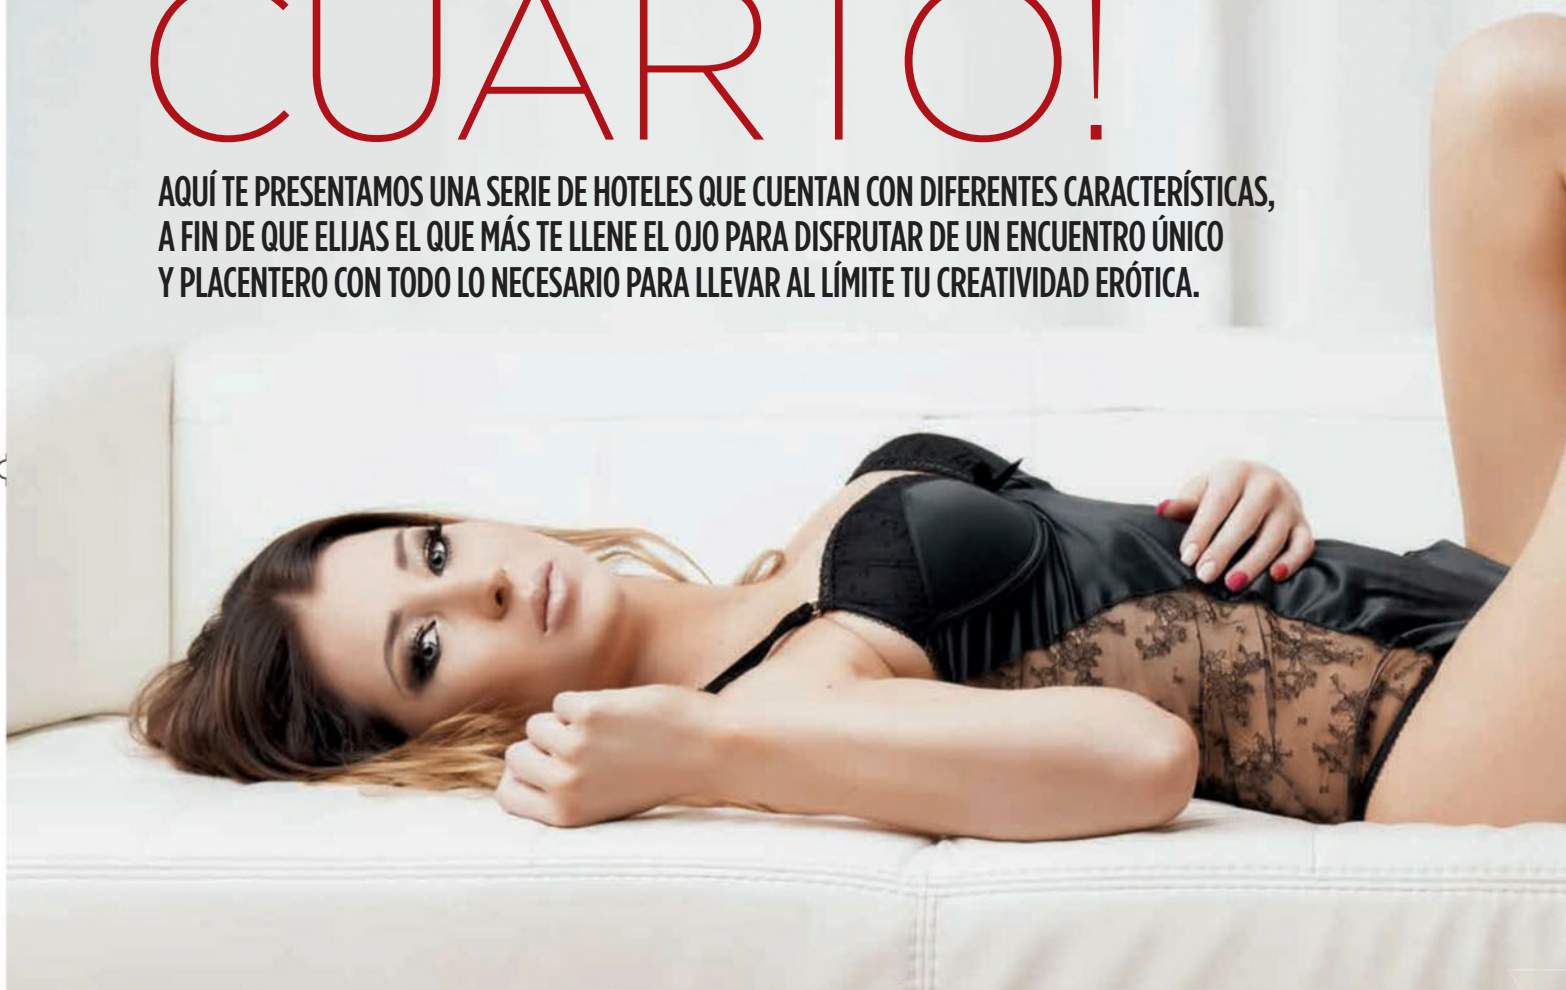 CUARTO!
AQUÍ TE PRESENTAMOS UNA SERIE DE HOTELES QUE CUENTAN CON DIFERENTES CARACTERÍSTICAS,
A FIN DE QUE ELIJAS EL QUE MÁS TE LLENE EL OJO PARA DISFRUTAR DE UN ENCUENTRO ÚNICO
Y PLACENTERO CON TODO LO NECESARIO PARA LLEVAR AL LÍMITE TU CREATIVIDAD ERÓTICA.